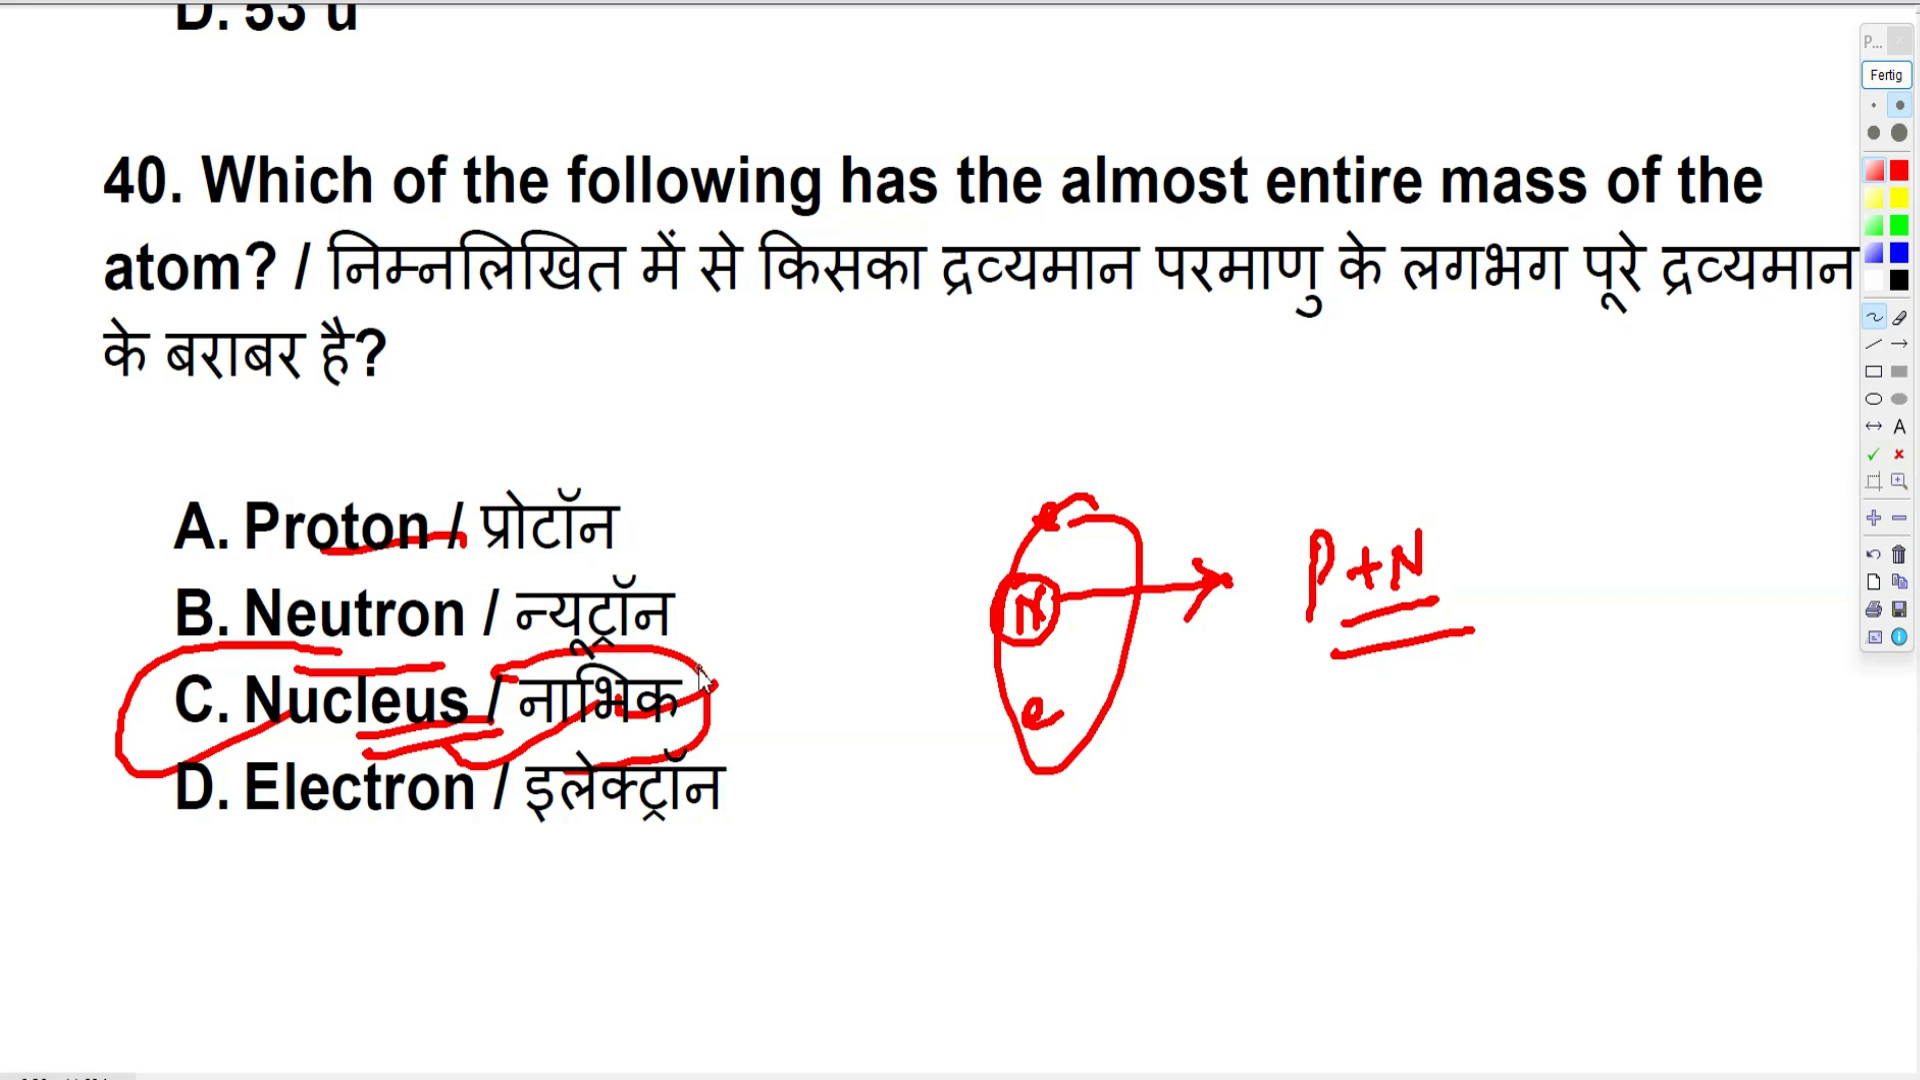 D. 53 u
P...
Fertig
40. Which of the following has the almost entire mass of the
atom? / निम्नलिखित में से किसका द्रव्यमान परमाणु के लगभग पूरे द्रव्यमान
के बराबर है?
A. Proton / प्रोटॉन
B. Neutron / न्यूट्रॉन
C. Nucleus / नाभिक
D. Electron / इलेक्ट्रॉन
e
N
e
P+N
A